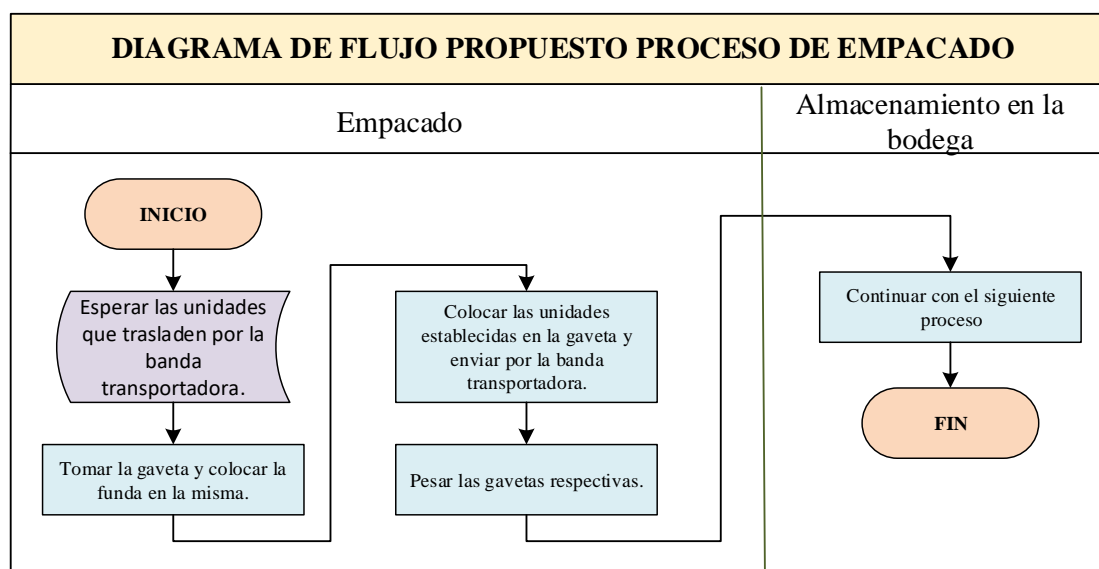 DIAGRAMA DE FLUJO PROPUESTO PROCESO DE EMPACADO
Empacado
Almacenamiento en la
bodega
INICIO
Esperar las unidades
que trasladen por la
banda
transportadora.
Tomar la gaveta y colocar la
funda en la misma.
Colocar las unidades
establecidas en la gaveta y
enviar por la banda
transportadora.
Pesar las gavetas respectivas.
Continuar con el siguiente
proceso
FIN